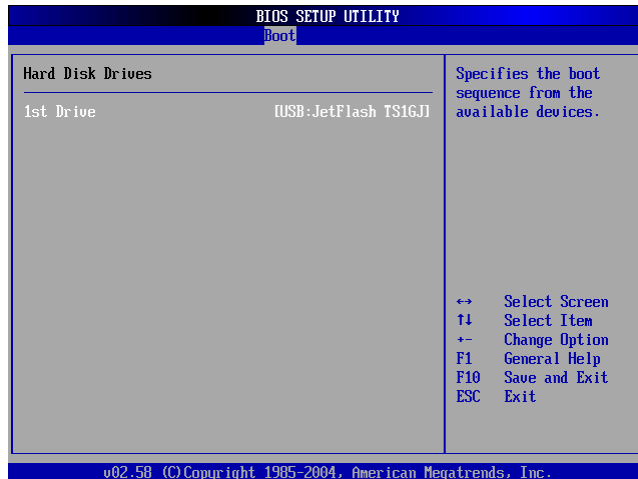 BIOS SETUP UTILITY
Boot
Hard Disk Drives
1st Drive [USB:JetFlash TS1GJ]
Specifies the boot
sequence from the
available devices.
↔ Select Screen
↑↓ Select Item
+- Change Option
F1 General Help
F10 Save and Exit
ESC Exit
v02.58 (C)Copyright 1985-2004, American Megatrends, Inc.